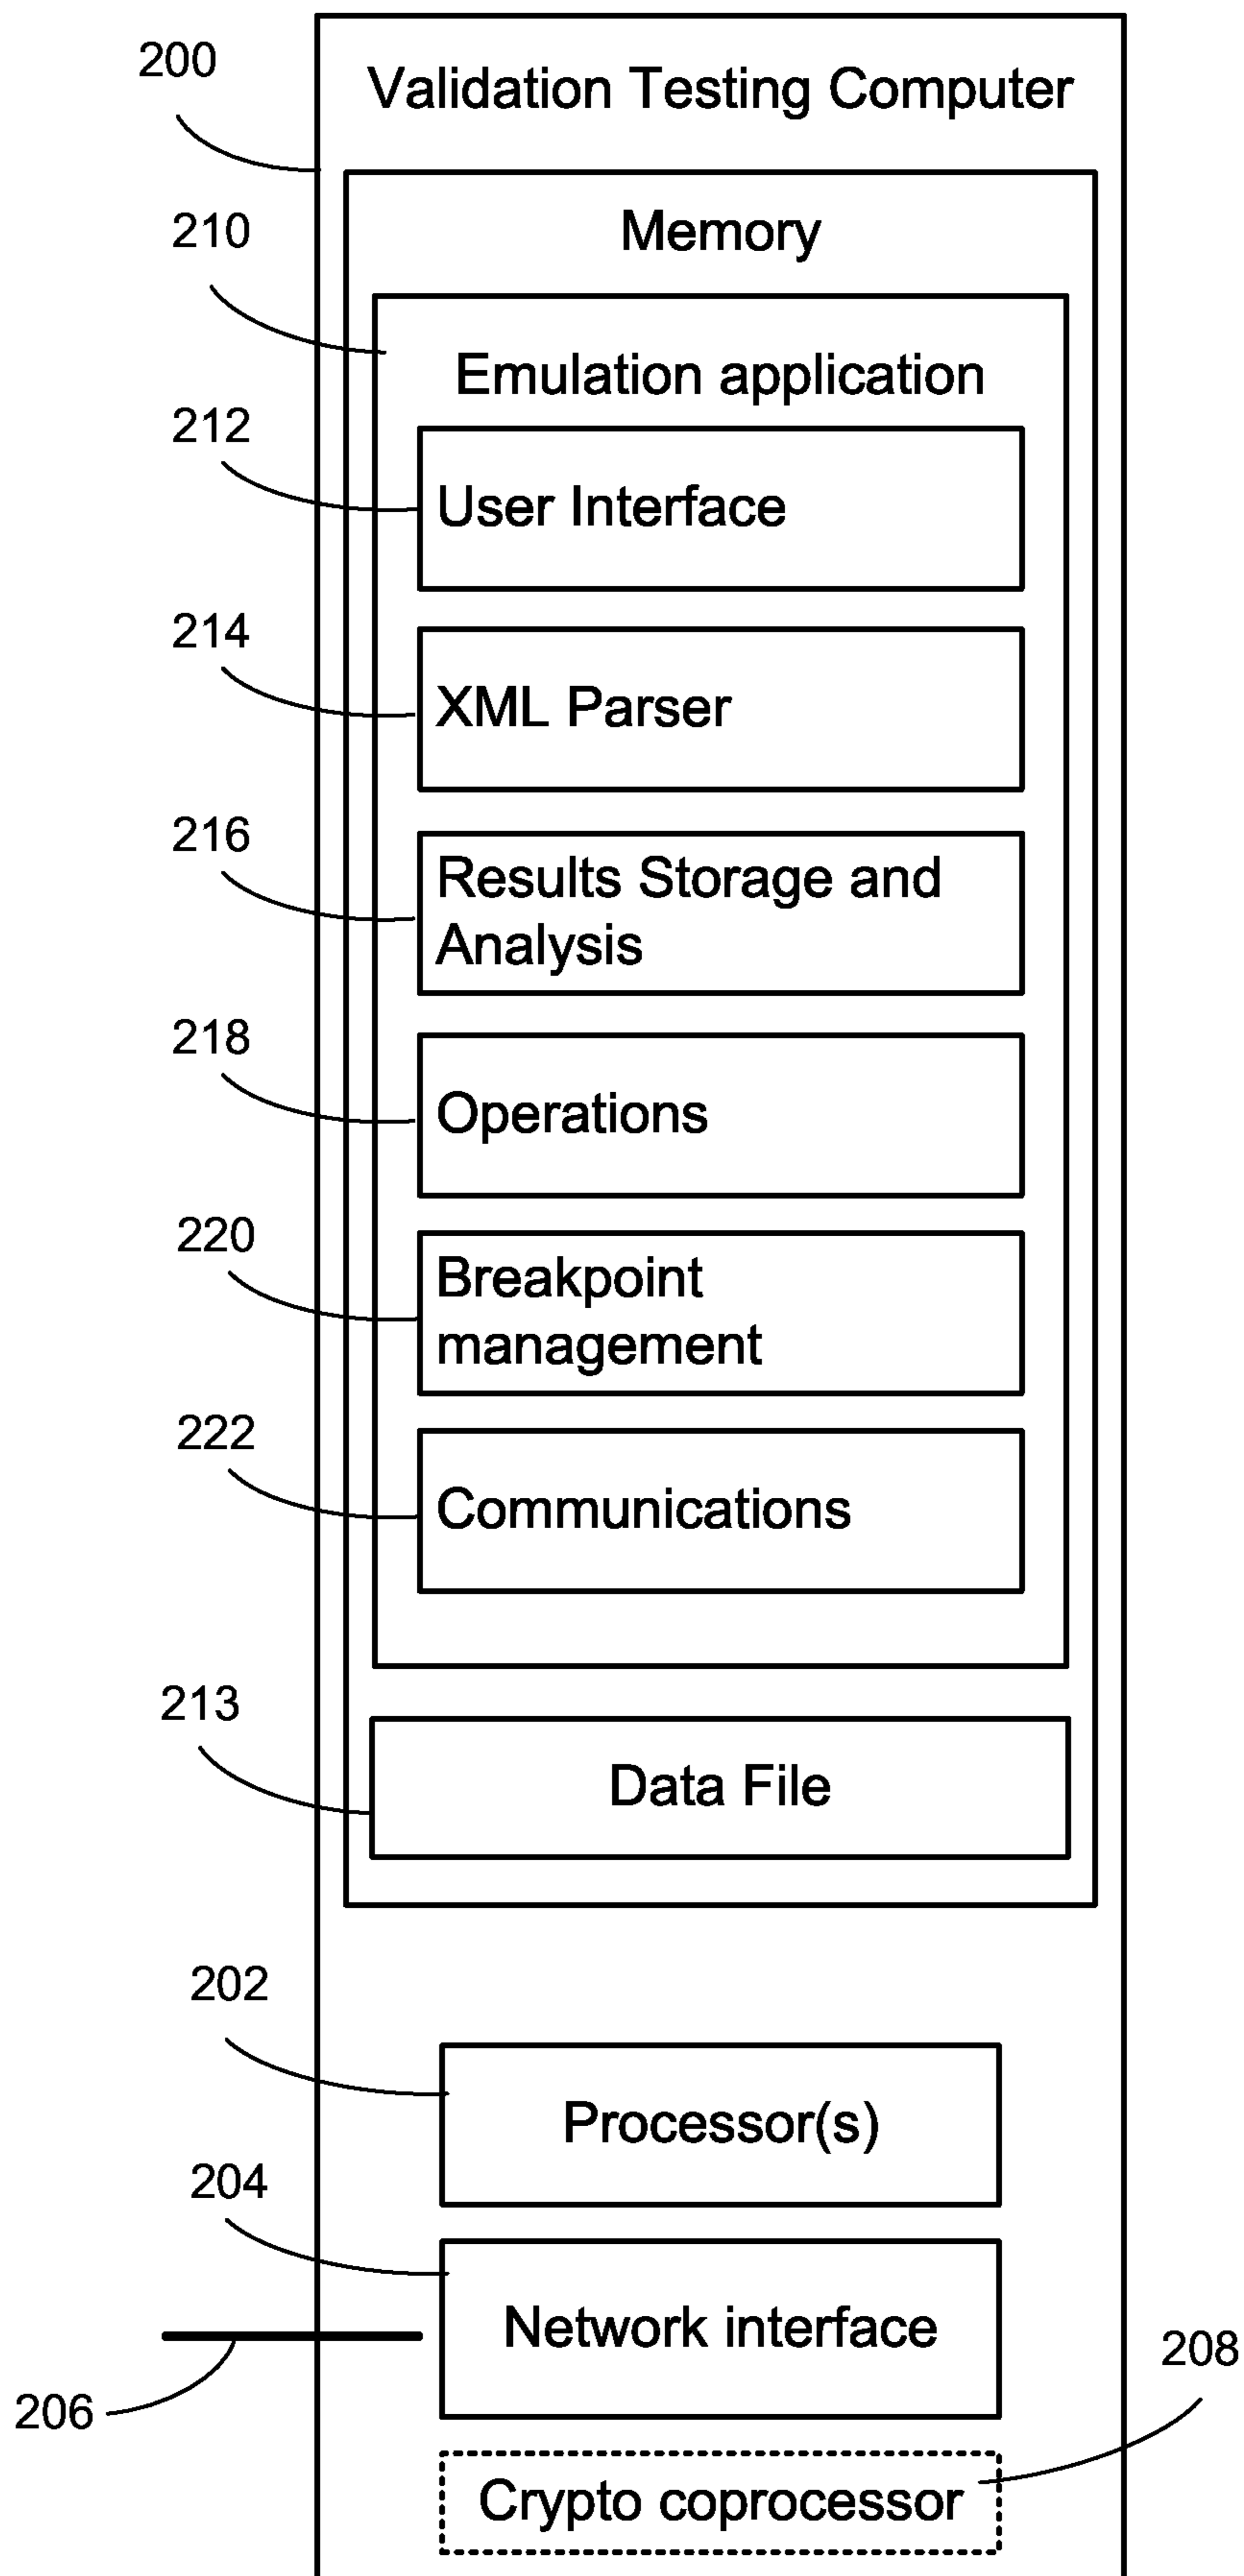 200
Validation Testing Computer
210
Memory
Emulation application
212
User Interface
214
XML Parser
216
Results Storage and
Analysis
218
Operations
220
Breakpoint
management
222
Communications
213
Data File
202
Processor(s)
204
Network interface
206
208
Crypto coprocessor